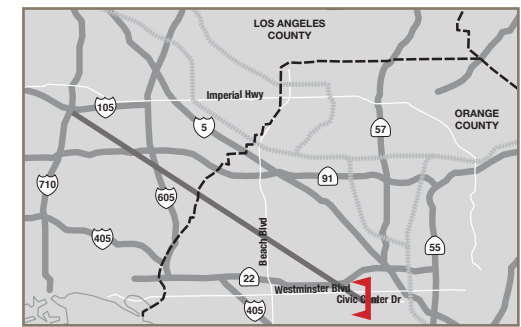 LOS ANGELES
COUNTY
Imperial Hwy
105
5
57
ORANGE
COUNTY
91
710
605
405
Beach Blvd
55
22
Westminster Blvd
Civic Center Dr
405